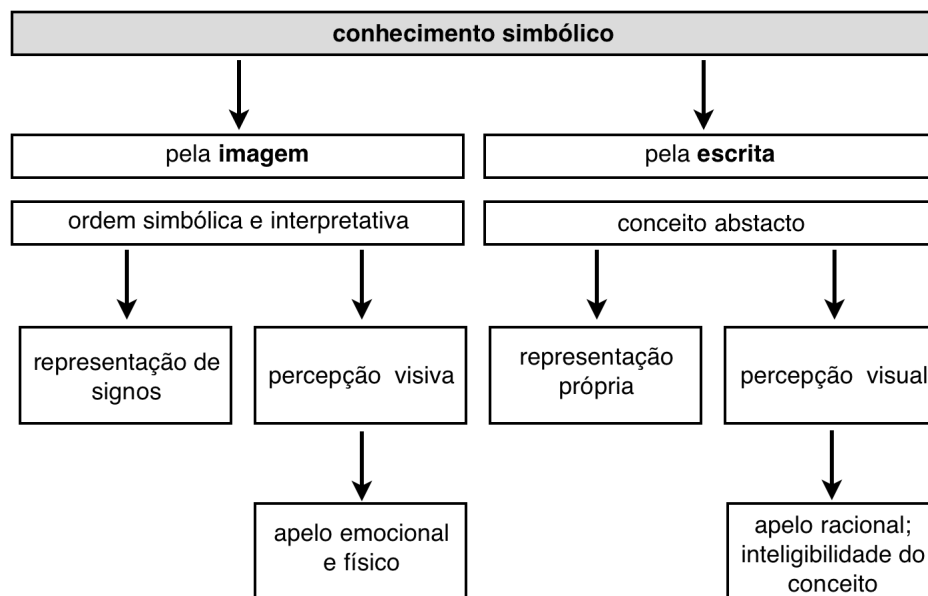 conhecimento simbólico
pela imagem
pela escrita
ordem simbólica e interpretativa
conceito abstacto
representação de
signos
percepção visiva
representação
própria
percepção visual
apelo emocional
e físico
apelo racional;
inteligibilidade do
conceito